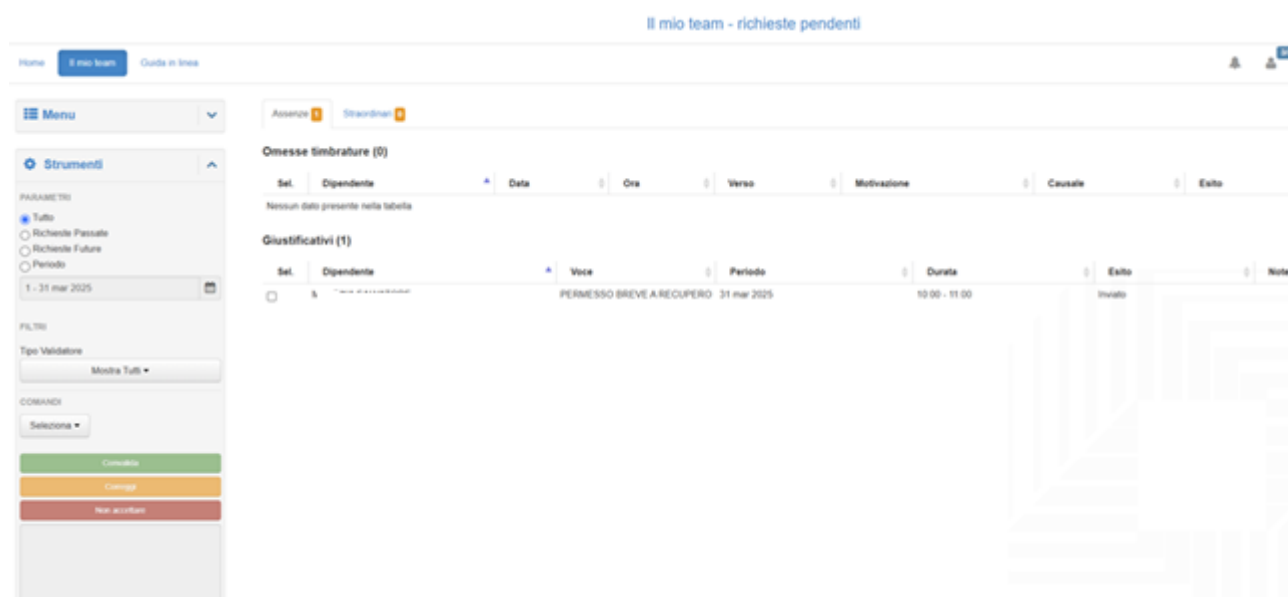 Il mio team - richieste pendenti
Home Il mio team Guida in linea
Menu
Assenze 1 Straordinari 0
Strumenti
Omesse timbrature (0)
Sel. Dipendente Data Ora Verso Motivazione Causale Esito
Nessun dato presente nella tabella
PARAMETRI
Tutto
Richieste Passate
Richieste Future
Periodo
1 - 31 mar 2025
Giustificativi (1)
Sel. Dipendente Voce Periodo Durata Esito Note
PERMESSO BREVE A RECUPERO 31 mar 2025 10:00 - 11:00 Inviato
FILTRI
Tipo Validatore
Mostra Tutti
COMANDI
Seleziona
Convalida
Correggi
Non accettare